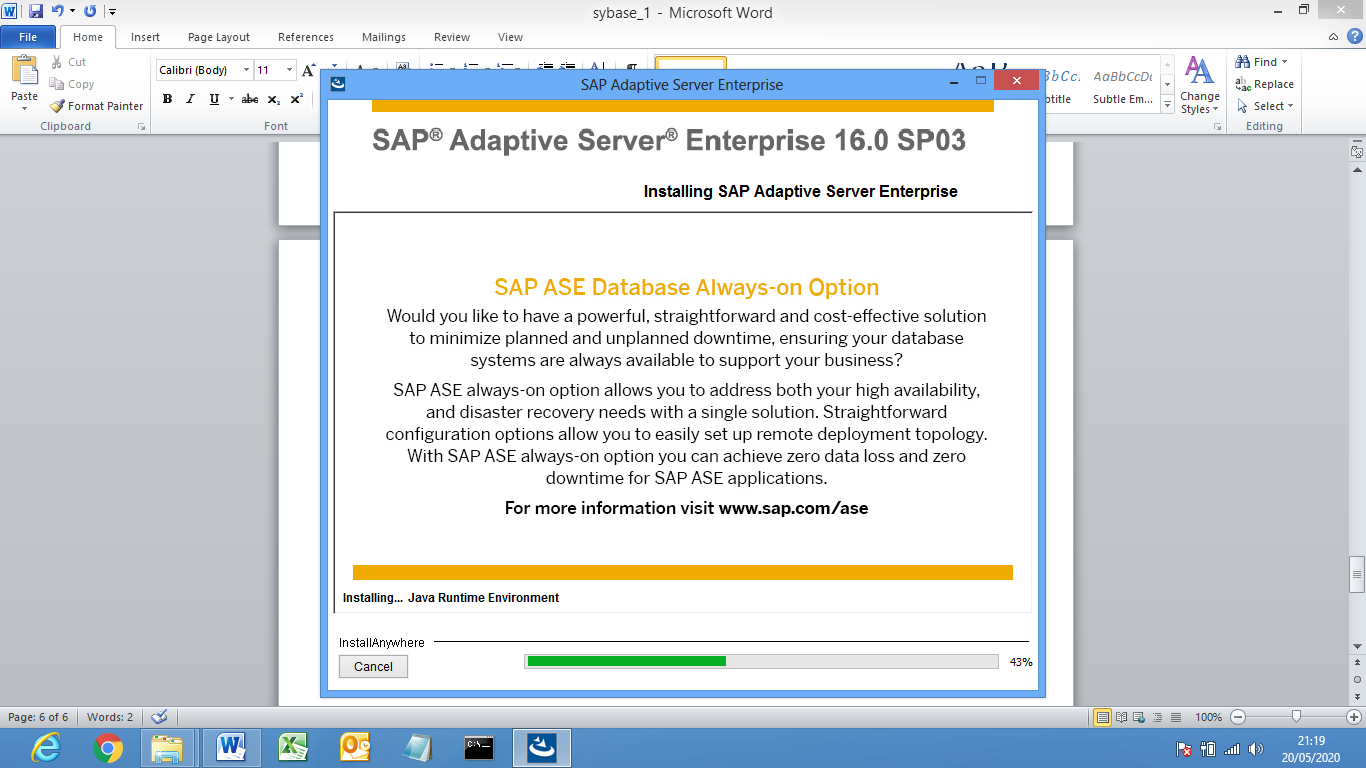 sybase_1 - Microsoft Word
File Home Insert Page Layout References Mailings Review View
Paste
Cut
Copy
Format Painter
Clipboard
Calibri (Body) 11
B I U abc X₂ X²
Font
AaBbCcDc
Subtle Em...
Change Styles
Find
Replace
Select
Editing
SAP Adaptive Server Enterprise
SAP® Adaptive Server® Enterprise 16.0 SP03
Installing SAP Adaptive Server Enterprise
SAP ASE Database Always-on Option
Would you like to have a powerful, straightforward and cost-effective solution
to minimize planned and unplanned downtime, ensuring your database
systems are always available to support your business?
SAP ASE always-on option allows you to address both your high availability,
and disaster recovery needs with a single solution. Straightforward
configuration options allow you to easily set up remote deployment topology.
With SAP ASE always-on option you can achieve zero data loss and zero
downtime for SAP ASE applications.
For more information visit www.sap.com/ase
Installing... Java Runtime Environment
InstallAnywhere
Cancel
43%
Page: 6 of 6 Words: 2
100%
21:19
20/05/2020